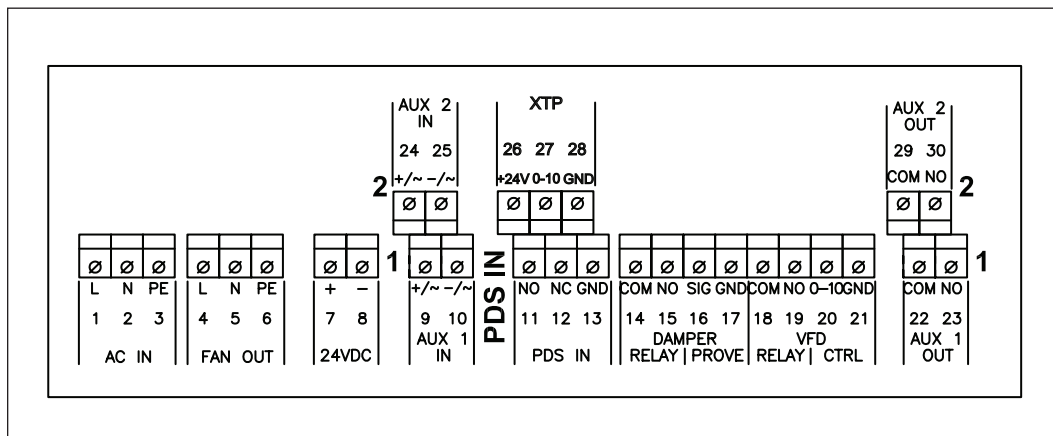 AUX 2 XTP AUX 2
IN OUT
24 25 26 27 28 29 30
+/~ −/~ +24V 0-10 GND COM NO
2 2
1 PDS IN 1
L N PE L N PE + − +/~ −/~ NO NC GND COM NO SIG GND COM NO 0–10 GND COM NO
1 2 3 4 5 6 7 8 9 10 11 12 13 14 15 16 17 18 19 20 21 22 23
AUX 1 DAMPER VFD AUX 1
AC IN FAN OUT 24VDC IN PDS IN RELAY PROVE RELAY CTRL OUT